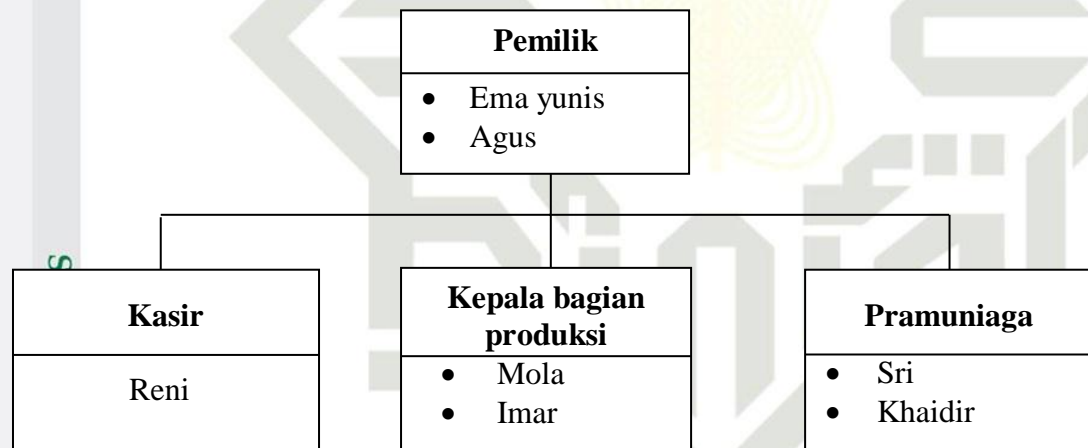 Pemilik
• Ema yunis
• Agus
Kasir
Reni
Kepala bagian
produksi
• Mola
• Imar
Pramuniaga
• Sri
• Khaidir
S